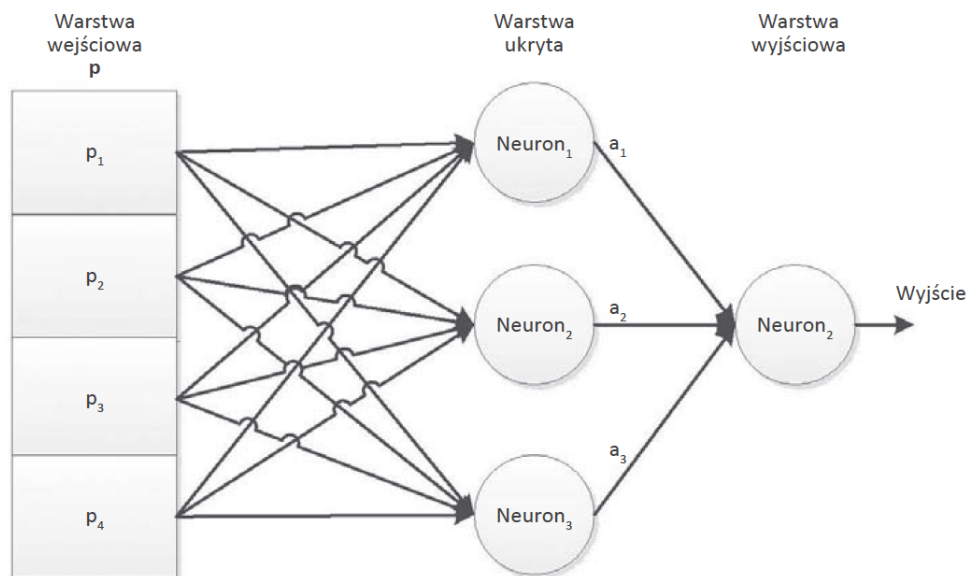 Warstwa
wejściowa
p
Warstwa
ukryta
Warstwa
wyjściowa
p₁
Neuron₁
a₁
p₂
Neuron₂
a₂
Neuron₂
Wyjście
p₃
a₃
p₄
Neuron₃